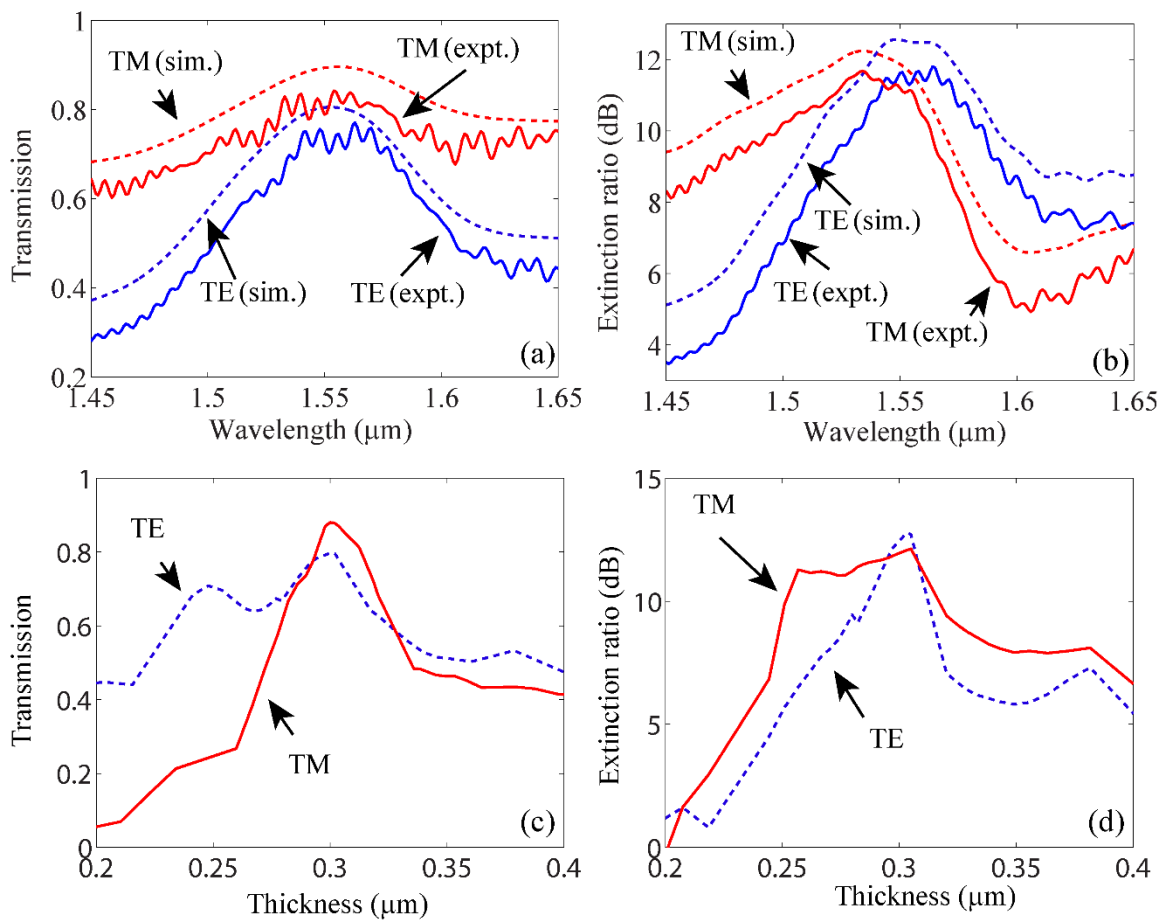 1
0.8
0.6
0.4
0.2
Transmission
TM (sim.)
TM (expt.)
TE (sim.)
TE (expt.)
(a)
1.45
1.5
1.55
1.6
1.65
Wavelength (μm)
12
10
8
6
4
Extinction ratio (dB)
TM (sim.)
TE (sim.)
TE (expt.)
TM (expt.)
(b)
1.45
1.5
1.55
1.6
1.65
Wavelength (μm)
1
0.8
0.6
0.4
0.2
0
Transmission
TE
TM
(c)
0.2
0.25
0.3
0.35
0.4
Thickness (μm)
15
10
5
0
Extinction ratio (dB)
TM
TE
(d)
0.2
0.25
0.3
0.35
0.4
Thickness (μm)